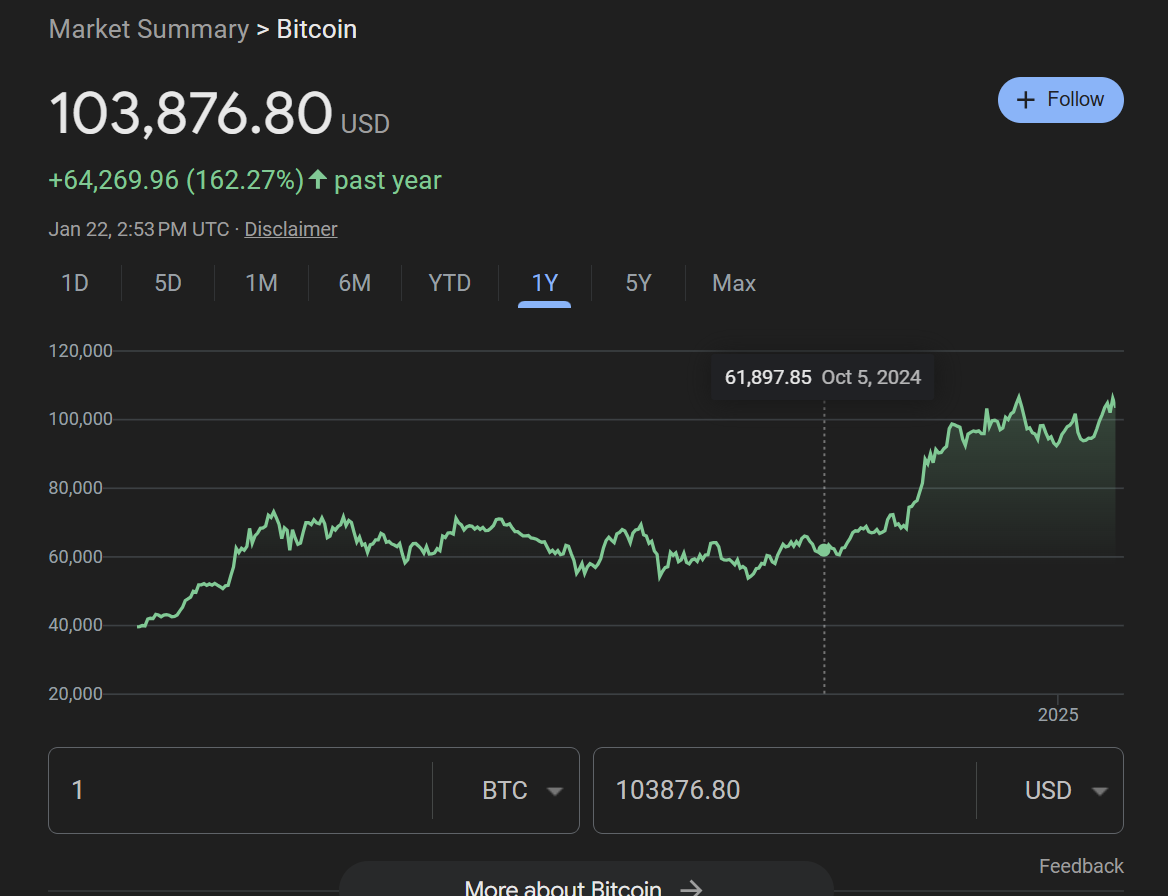 Market Summary > Bitcoin
103,876.80 USD
+ Follow
+64,269.96 (162.27%) ↑ past year
Jan 22, 2:53 PM UTC · Disclaimer
1D 5D 1M 6M YTD 1Y 5Y Max
120,000
61,897.85 Oct 5, 2024
100,000
80,000
60,000
40,000
20,000
2025
1 BTC 103876.80 USD
Feedback
More about Bitcoin →